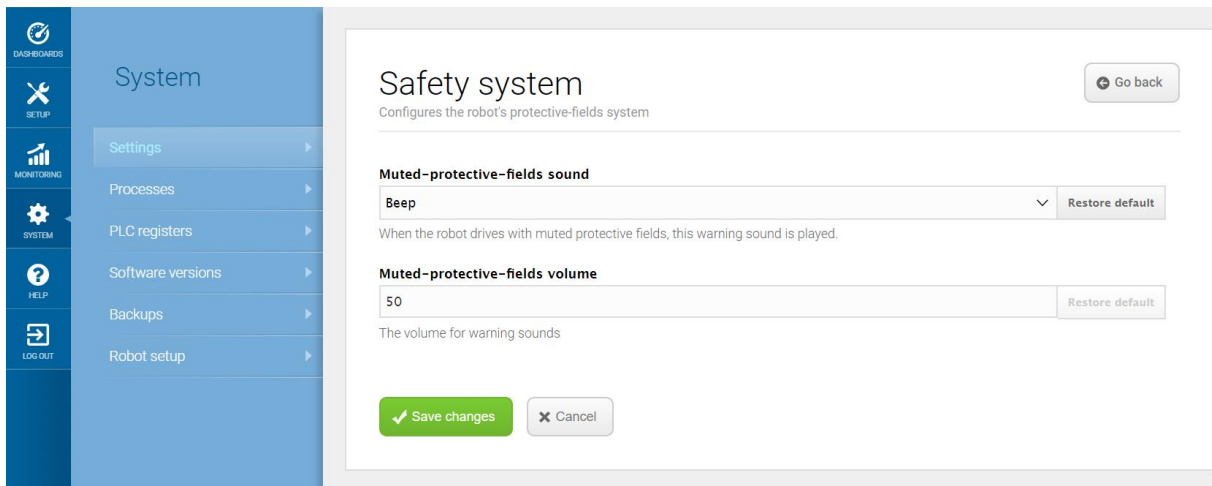 DASHBOARDS
SETUP
MONITORING
SYSTEM
HELP
LOG OUT
System
Settings
Processes
PLC registers
Software versions
Backups
Robot setup
Safety system
Go back
Configures the robot's protective-fields system
Muted-protective-fields sound
Beep
Restore default
When the robot drives with muted protective fields, this warning sound is played.
Muted-protective-fields volume
50
Restore default
The volume for warning sounds
Save changes
Cancel